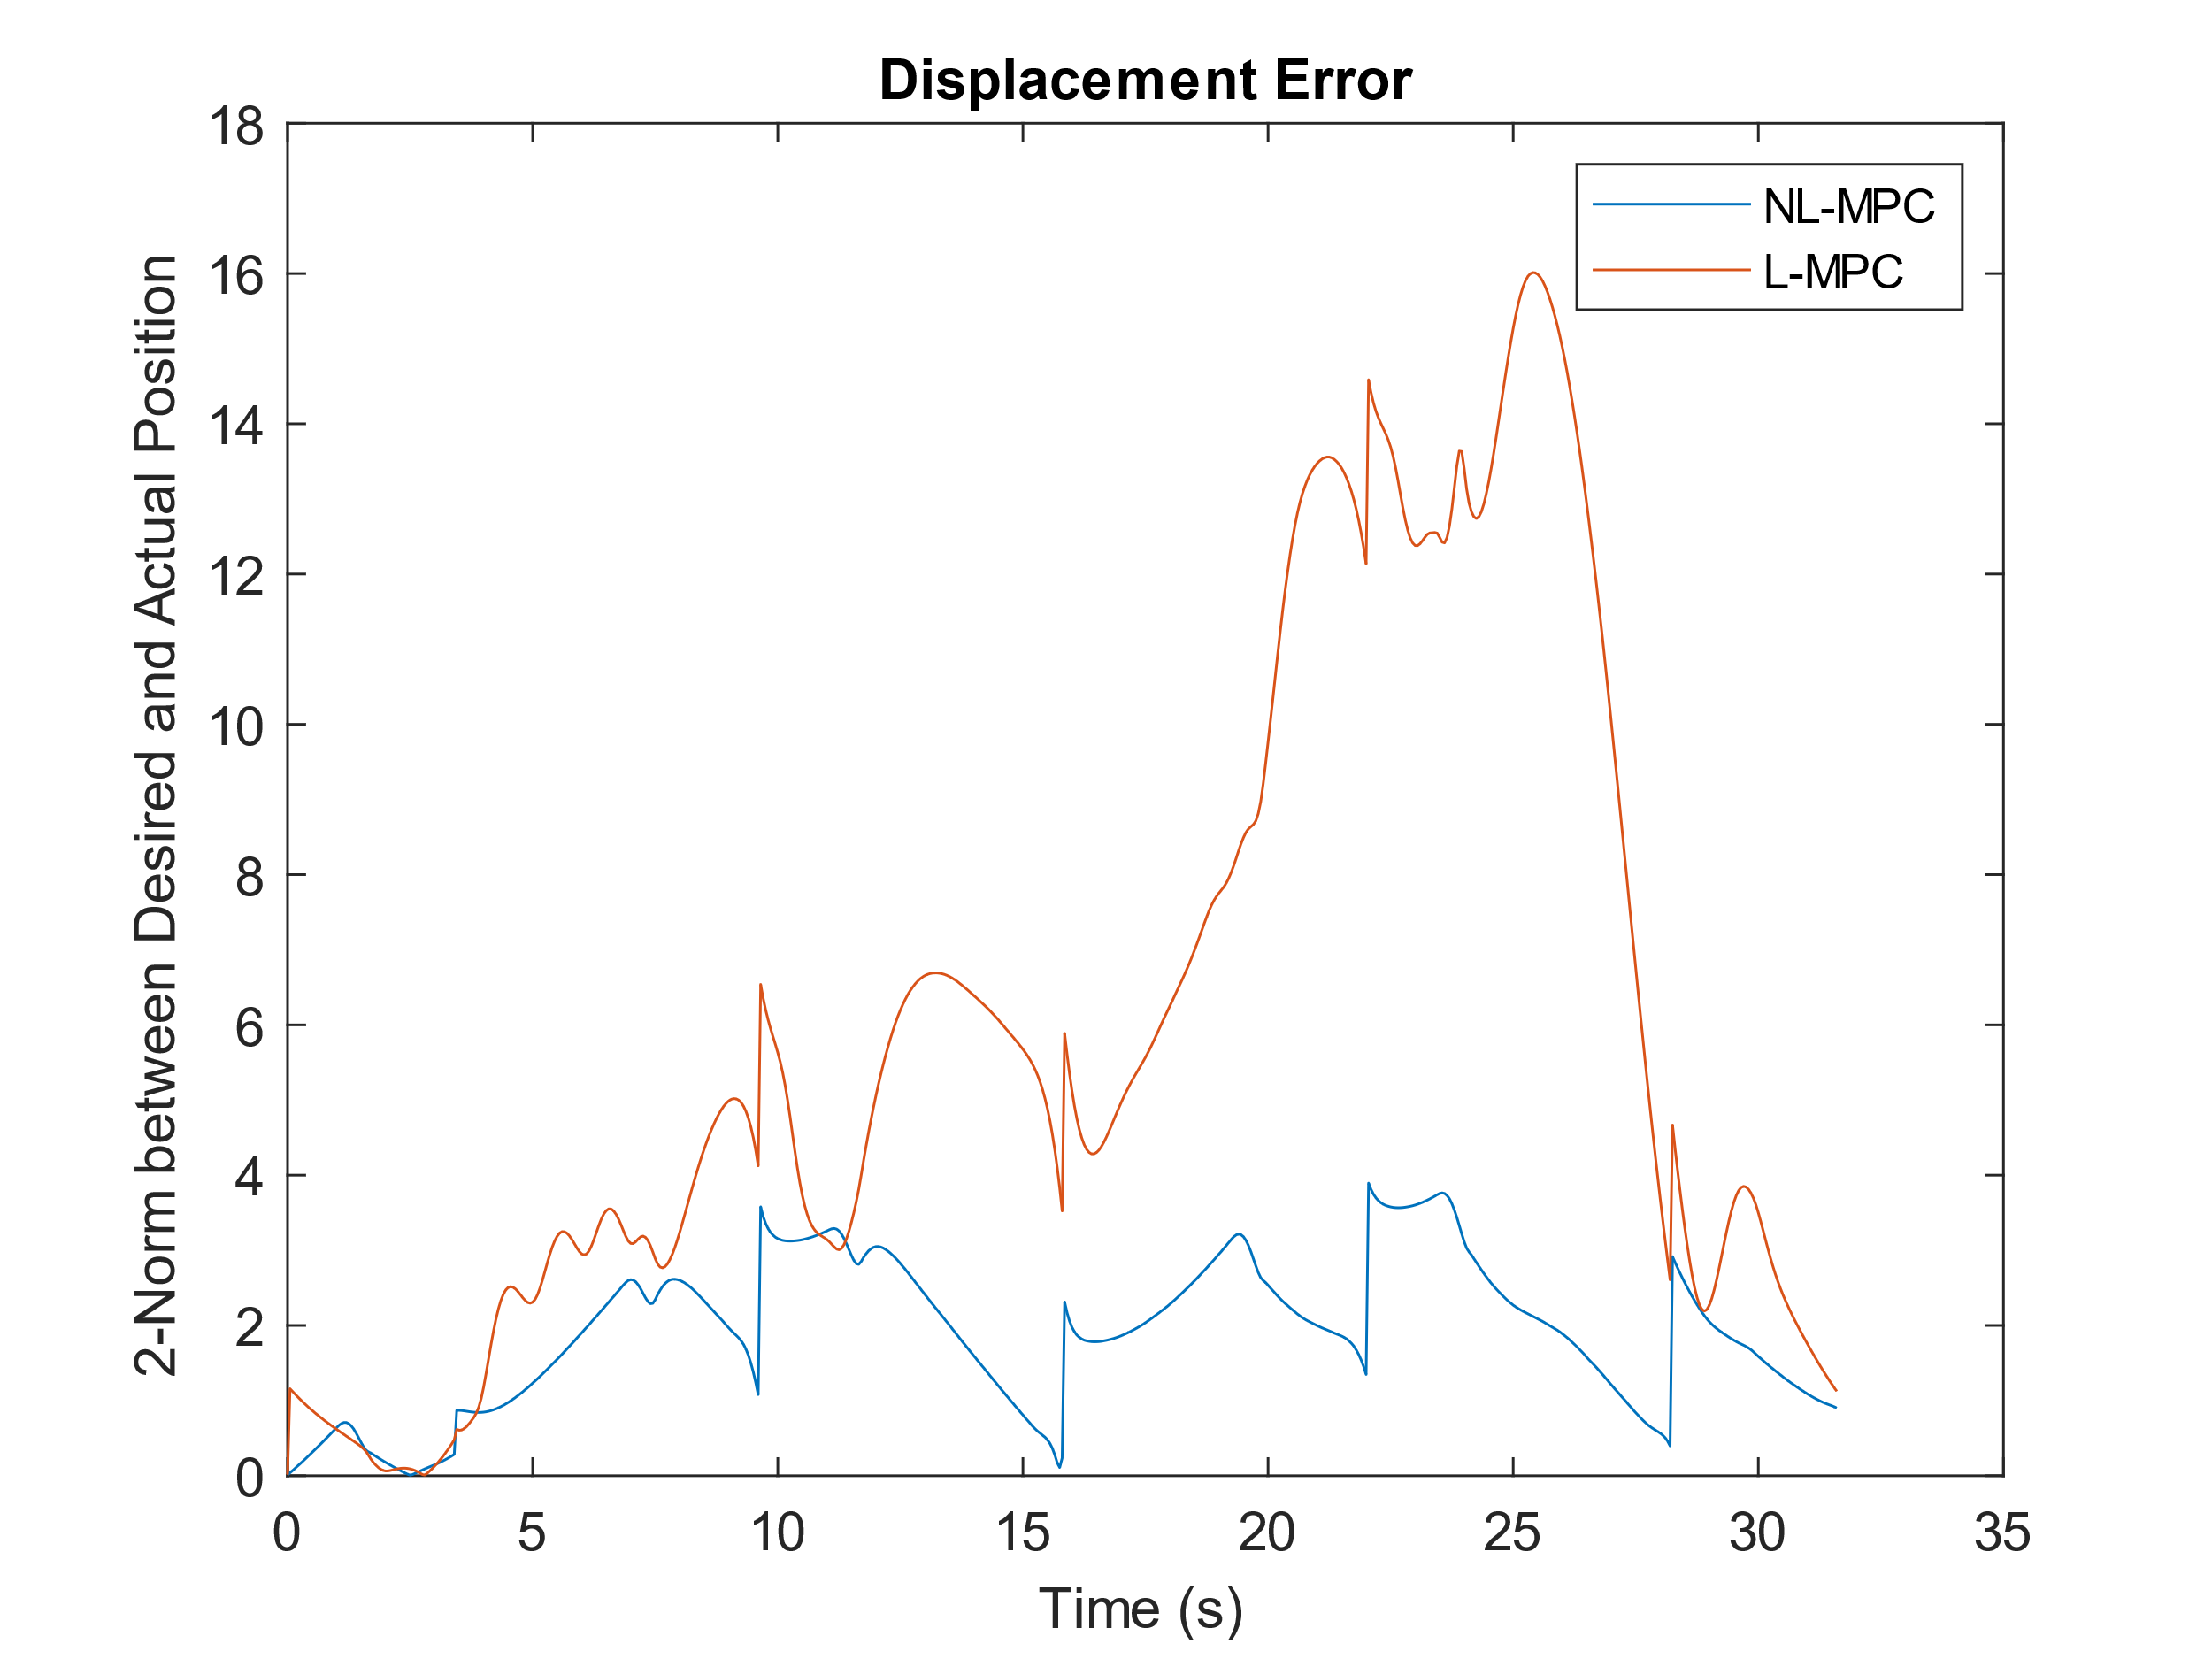 Displacement Error
18
16
14
12
10
8
6
4
2
0
2-Norm between Desired and Actual Position
NL-MPC
L-MPC
0 5 10 15 20 25 30 35
Time (s)